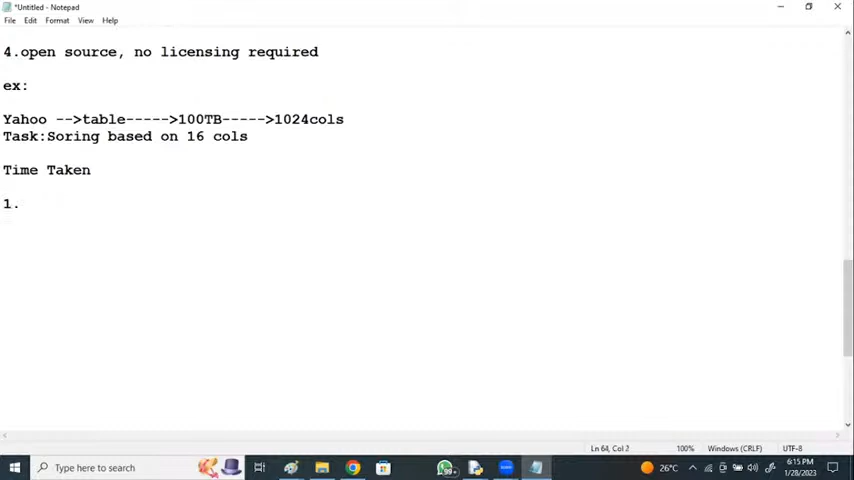 *Untitled - Notepad
File Edit Format View Help
4.open source, no licensing required
ex:
Yahoo -->table----->100TB----->1024cols
Task:Soring based on 16 cols
Time Taken
1.
Ln 64, Col 2 100% Windows (CRLF) UTF-8
Type here to search
99+
26°C
6:15 PM
1/28/2023